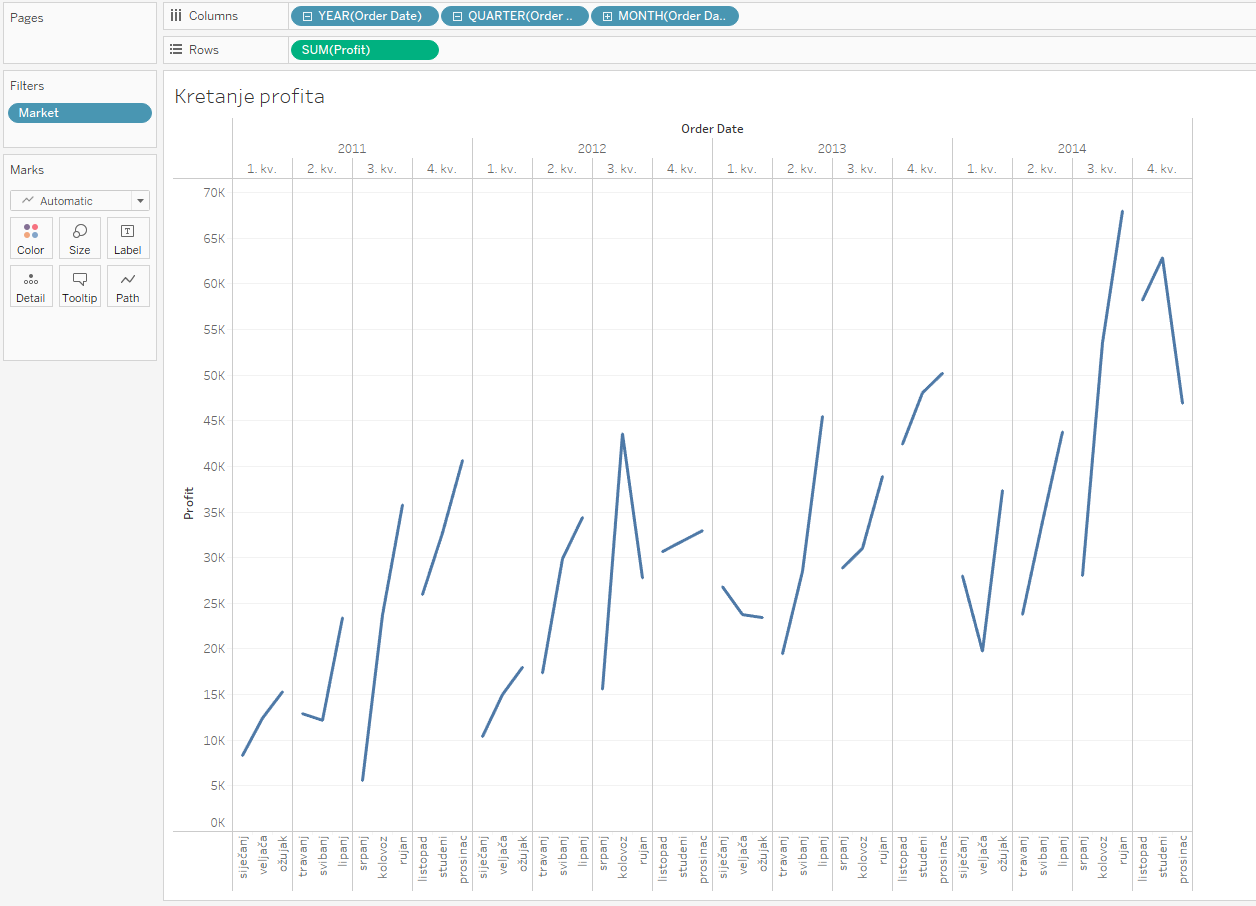 Pages
Columns
YEAR(Order Date) QUARTER(Order .. MONTH(Order Da..
Rows
SUM(Profit)
Filters
Market
Marks
Automatic
Color Size Label
Detail Tooltip Path
Kretanje profita
Order Date
2011 2012 2013 2014
1. kv. 2. kv. 3. kv. 4. kv. 1. kv. 2. kv. 3. kv. 4. kv. 1. kv. 2. kv. 3. kv. 4. kv. 1. kv. 2. kv. 3. kv. 4. kv.
70K
65K
60K
55K
50K
45K
40K
35K
30K
25K
20K
15K
10K
5K
0K
Profit
siječanj veljača ožujak travanj svibanj lipanj srpanj kolovoz rujan listopad studeni prosinac siječanj veljača ožujak travanj svibanj lipanj srpanj kolovoz rujan listopad studeni prosinac siječanj veljača ožujak travanj svibanj lipanj srpanj kolovoz rujan listopad studeni prosinac siječanj veljača ožujak travanj svibanj lipanj srpanj kolovoz rujan listopad studeni prosinac